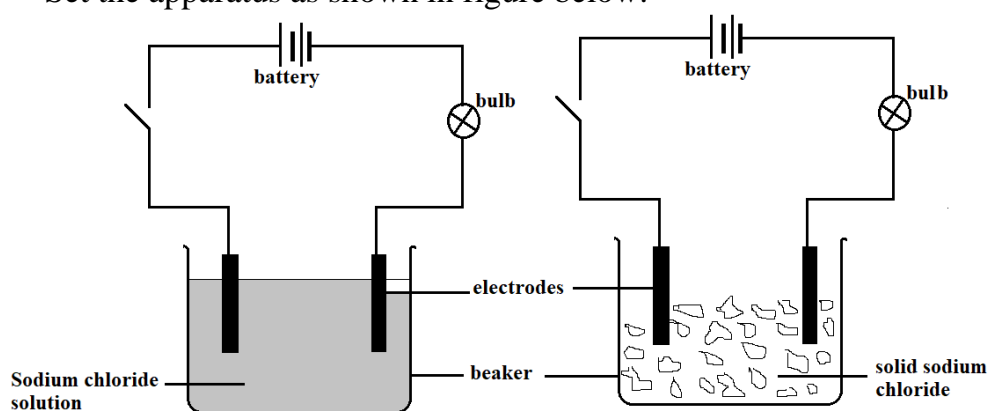 Set the apparatus as shown in figure below.
battery
bulb
battery
bulb
electrodes
Sodium chloride
solution
beaker
solid sodium
chloride